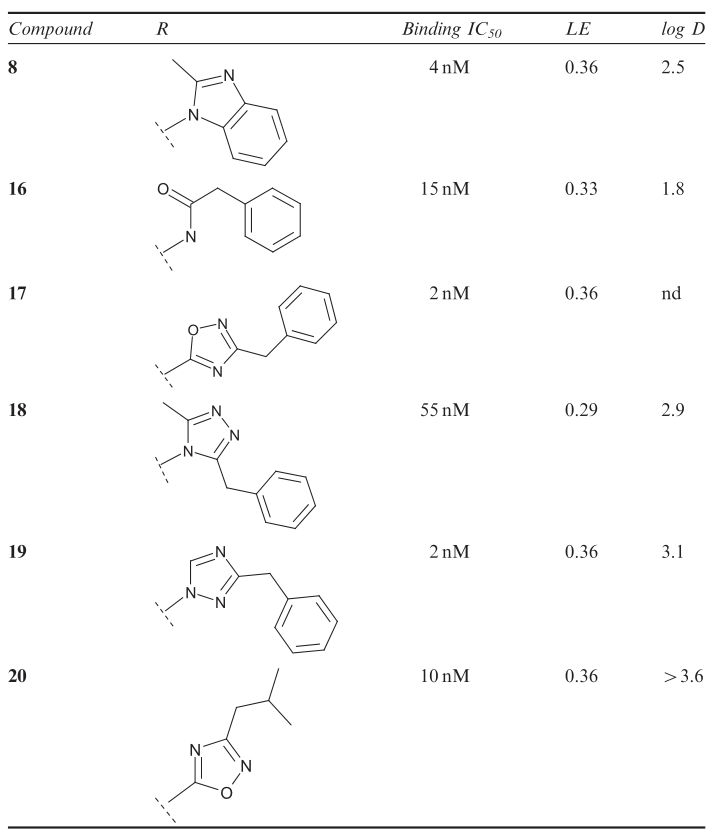 Compound R Binding IC50 LE log D
8 4 nM 0.36 2.5
N
N
16 15 nM 0.33 1.8
O
N
17 2 nM 0.36 nd
O N
N
18 55 nM 0.29 2.9
N
N
N
19 2 nM 0.36 3.1
N
N N
20 10 nM 0.36 >3.6
N
N
O